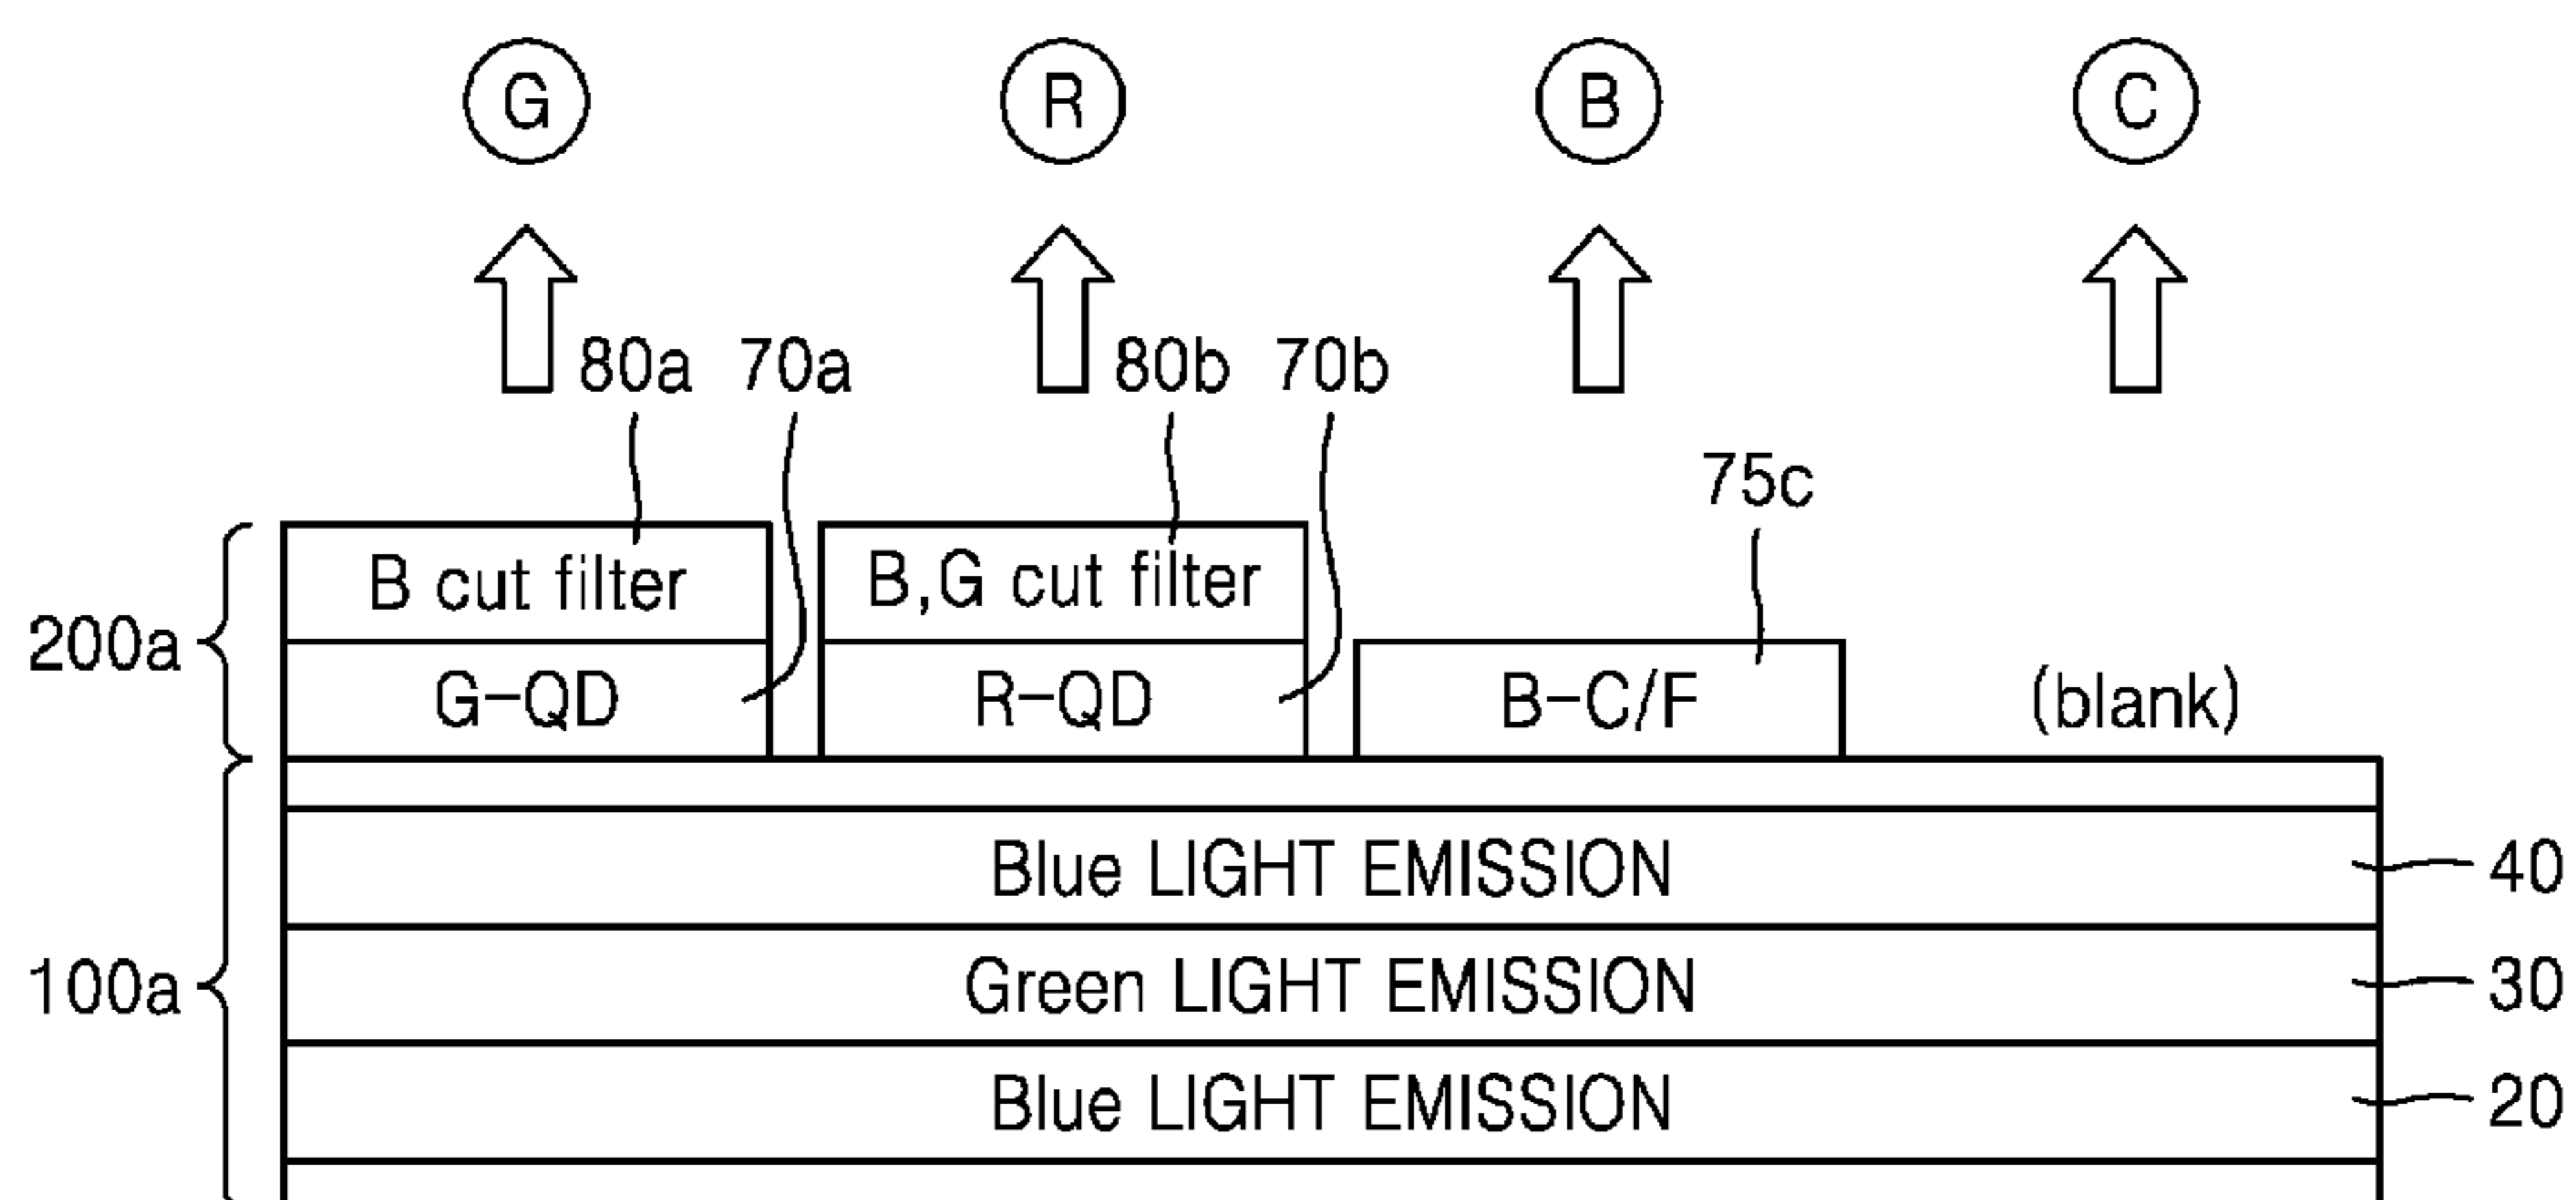 G R B C
80a 70a 80b 70b
75c
B cut filter B,G cut filter
200a
G-QD R-QD B-C/F (blank)
Blue LIGHT EMISSION 40
100a Green LIGHT EMISSION 30
Blue LIGHT EMISSION 20